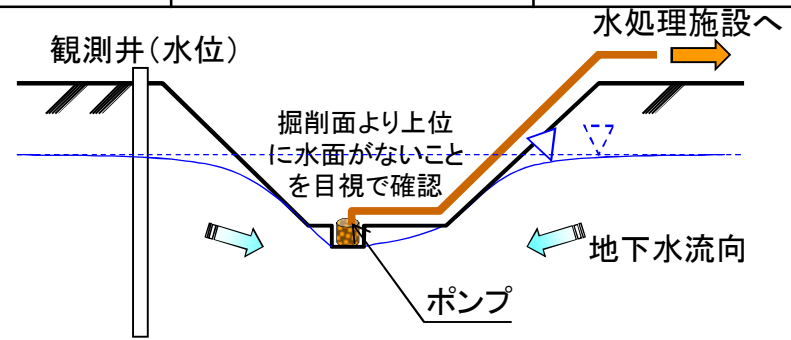 水処理施設へ
観測井(水位)
掘削面より上位
に水面がないこと
を目視で確認
地下水流向
ポンプ